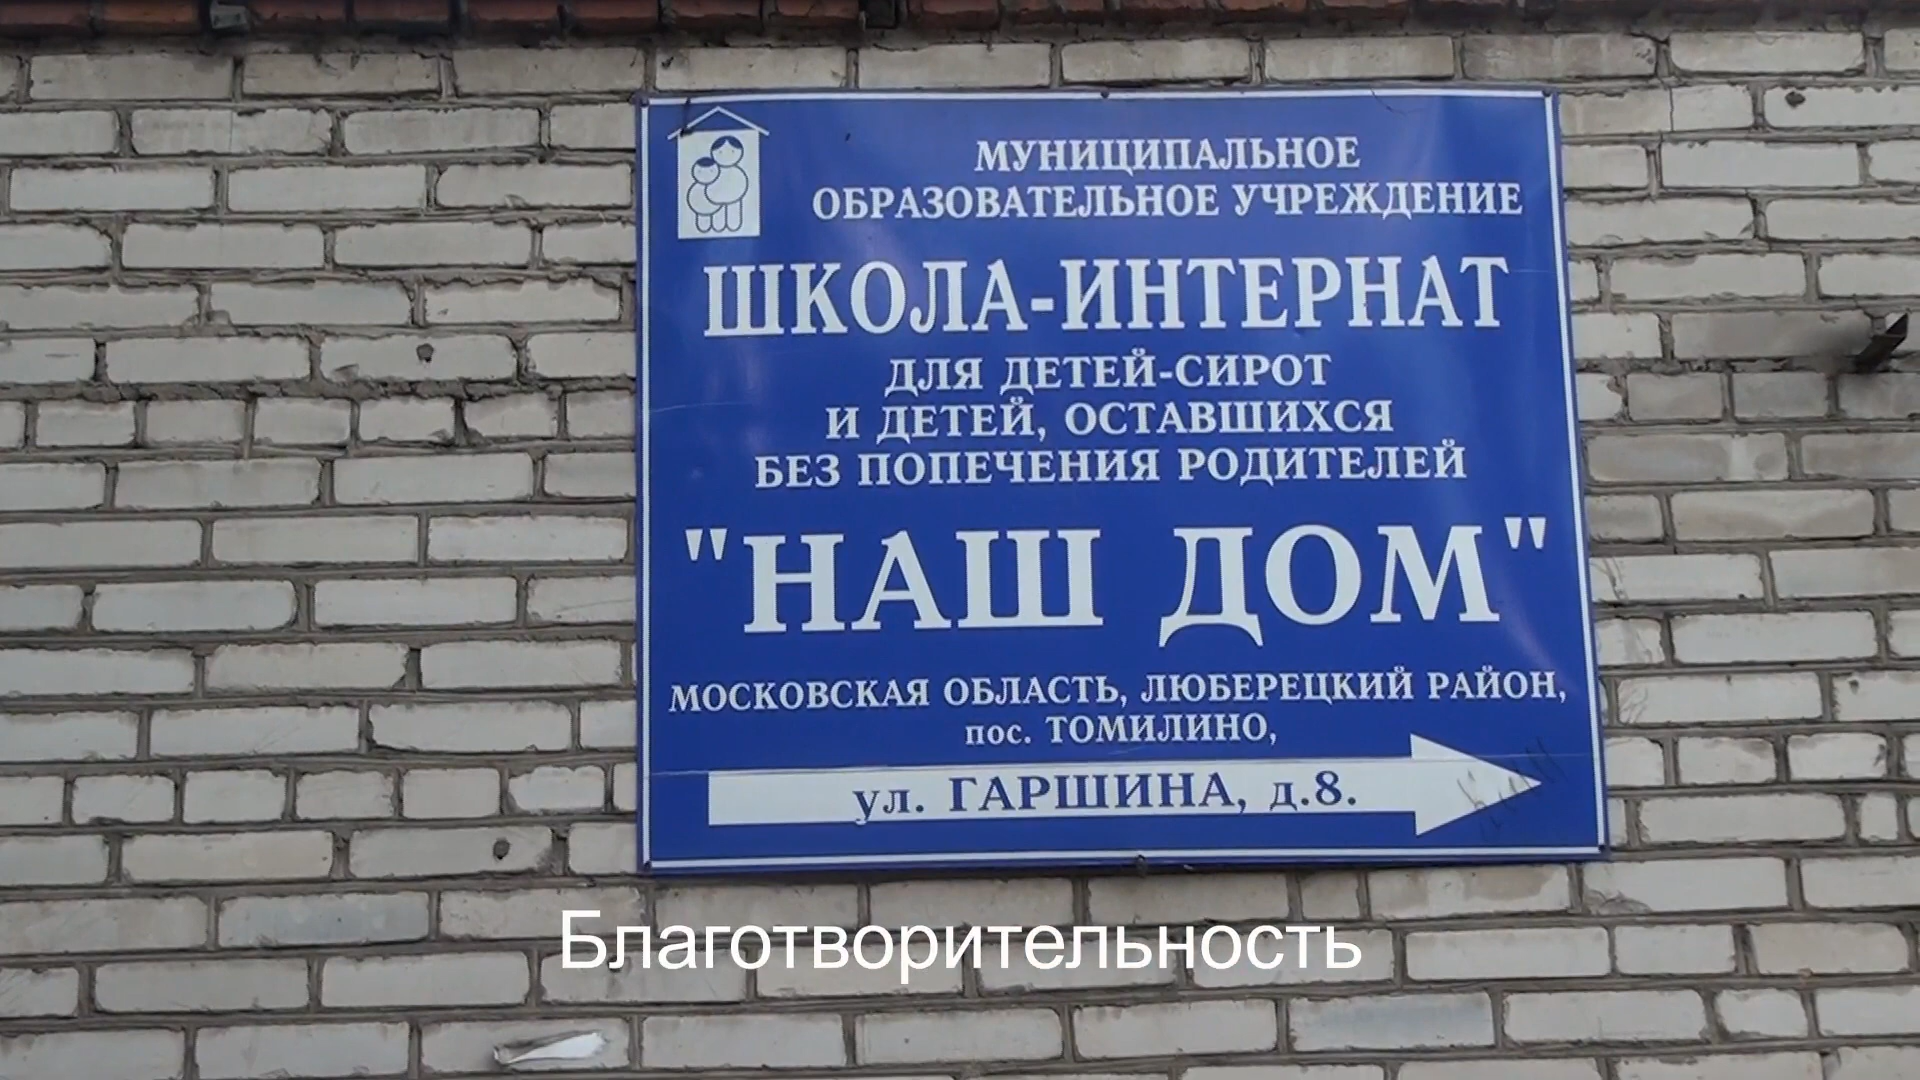 МУНИЦИПАЛЬНОЕ
ОБРАЗОВАТЕЛЬНОЕ УЧРЕЖДЕНИЕ
ШКОЛА-ИНТЕРНАТ
ДЛЯ ДЕТЕЙ-СИРОТ
И ДЕТЕЙ, ОСТАВШИХСЯ
БЕЗ ПОПЕЧЕНИЯ РОДИТЕЛЕЙ
"НАШ ДОМ"
МОСКОВСКАЯ ОБЛАСТЬ, ЛЮБЕРЕЦКИЙ РАЙОН,
пос. ТОМИЛИНО,
ул. ГАРШИНА, д.8.
Благотворительность